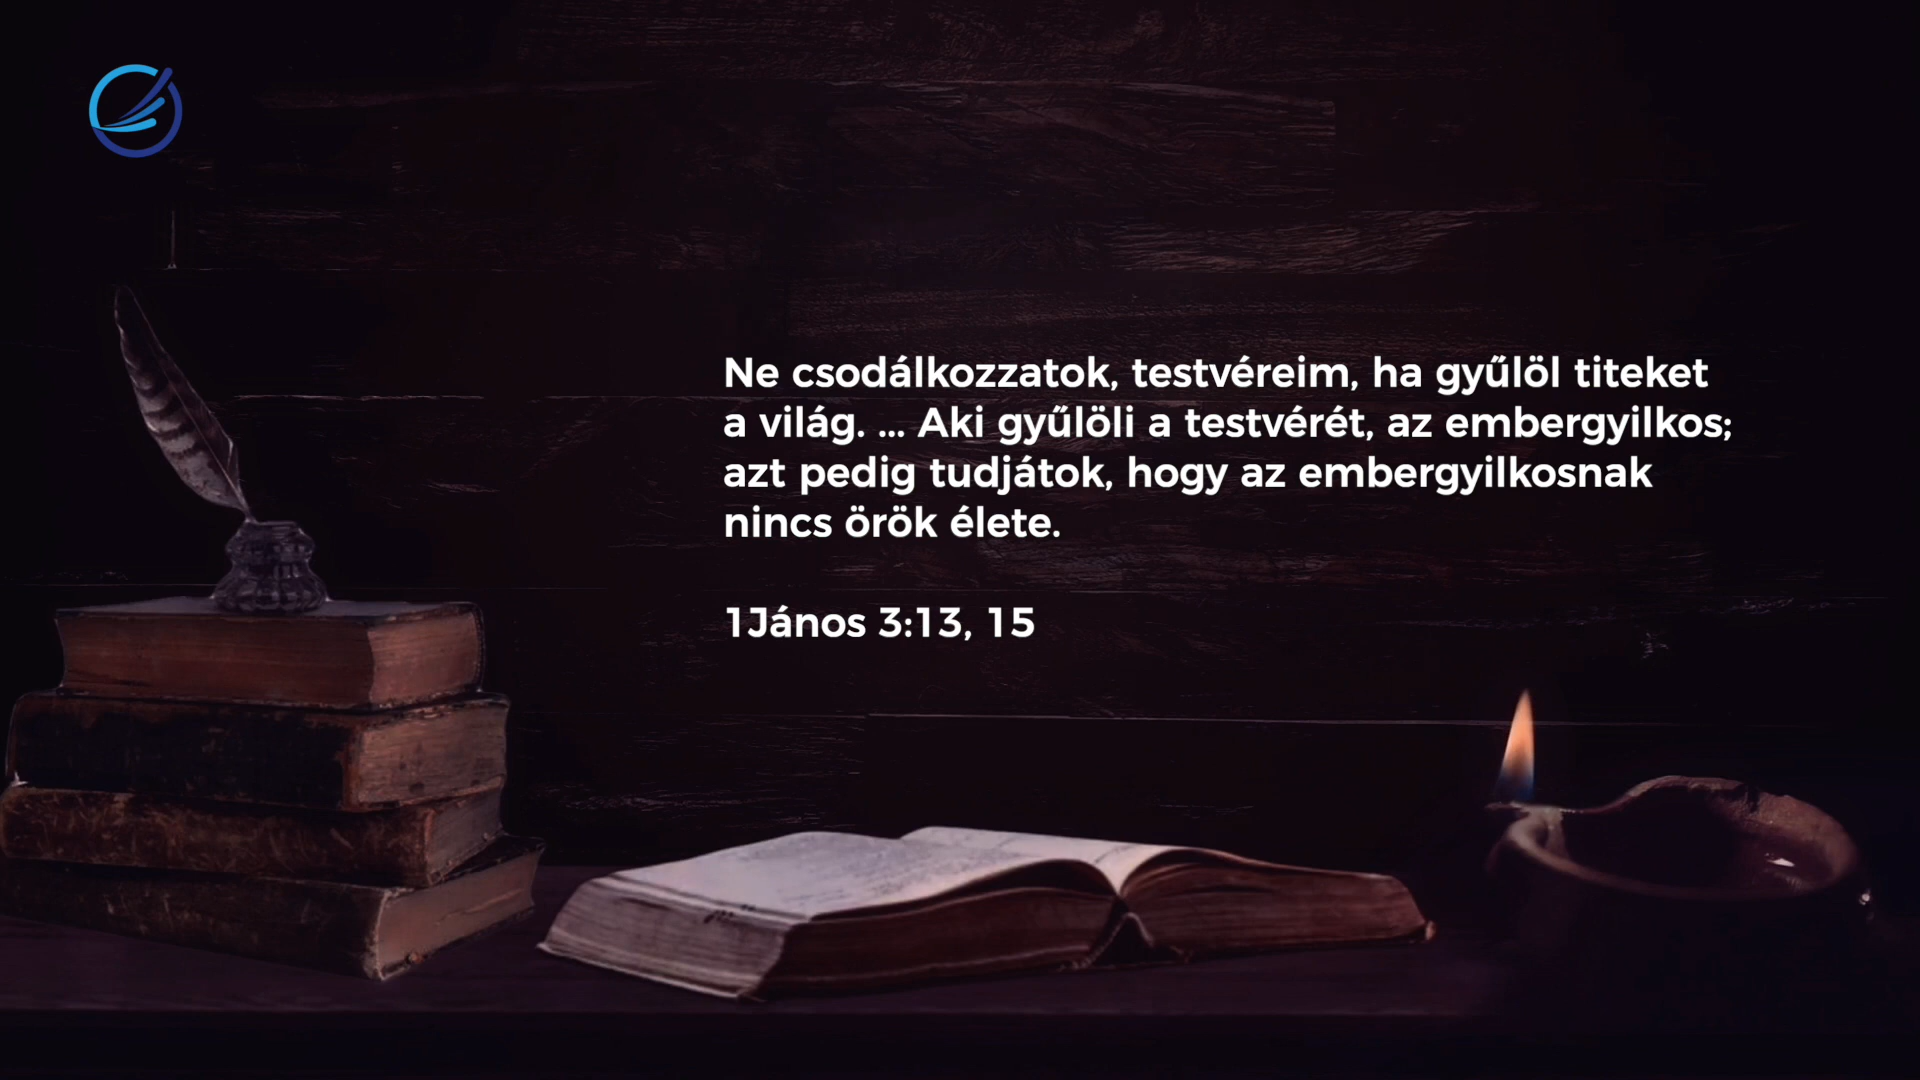 Ne csodálkozzatok, testvéreim, ha gyűlöl titeket
a világ. ... Aki gyűlöli a testvérét, az embergyilkos;
azt pedig tudjátok, hogy az embergyilkosnak
nincs örök élete.
1János 3:13, 15